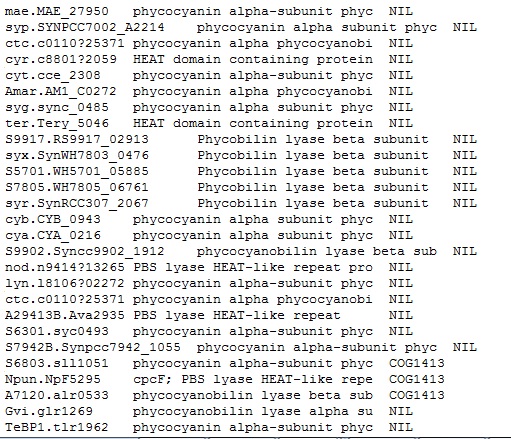 mae.MAE_27950 phycocyanin alpha-subunit phyc NIL
syp.SYNPCC7002_A2214 phycocyanin alpha subunit phyc NIL
ctc.c0110?25371 phycocyanin alpha phycocyanobi NIL
cyr.c8801?2059 HEAT domain containing protein NIL
cyt.cce_2308 phycocyanin alpha-subunit phyc NIL
Amar.AM1_C0272 phycocyanin alpha phycocyanobi NIL
syg.sync_0485 phycocyanin alpha subunit phyc NIL
ter.Tery_5046 HEAT domain containing protein NIL
S9917.RS9917_02913 Phycobilin lyase beta subunit NIL
syx.SynWH7803_0476 Phycobilin lyase beta subunit NIL
S5701.WH5701_05885 Phycobilin lyase beta subunit NIL
S7805.WH7805_06761 Phycobilin lyase beta subunit NIL
syr.SynRCC307_2067 Phycobilin lyase beta subunit NIL
cyb.CYB_0943 phycocyanin alpha subunit phyc NIL
cya.CYA_0216 phycocyanin alpha subunit phyc NIL
S9902.Syncc9902_1912 phycocyanobilin lyase beta sub NIL
nod.n9414?13265 PBS lyase HEAT-like repeat pro NIL
lyn.l8106?02272 phycocyanin alpha-subunit phyc NIL
ctc.c0110?25371 phycocyanin alpha phycocyanobi NIL
A29413B.Ava2935 PBS lyase HEAT-like repeat NIL
S6301.syc0493 phycocyanin alpha-subunit phyc NIL
S7942B.Synpcc7942_1055 phycocyanin alpha-subunit phyc NIL
S6803.sll1051 phycocyanin alpha-subunit phyc COG1413
Npun.NpF5295 cpcF; PBS lyase HEAT-like repe COG1413
A7120.alr0533 phycocyanobilin lyase beta sub COG1413
Gvi.glr1269 phycocyanobilin lyase alpha su NIL
TeBP1.tlr1962 phycocyanin alpha-subunit phyc NIL